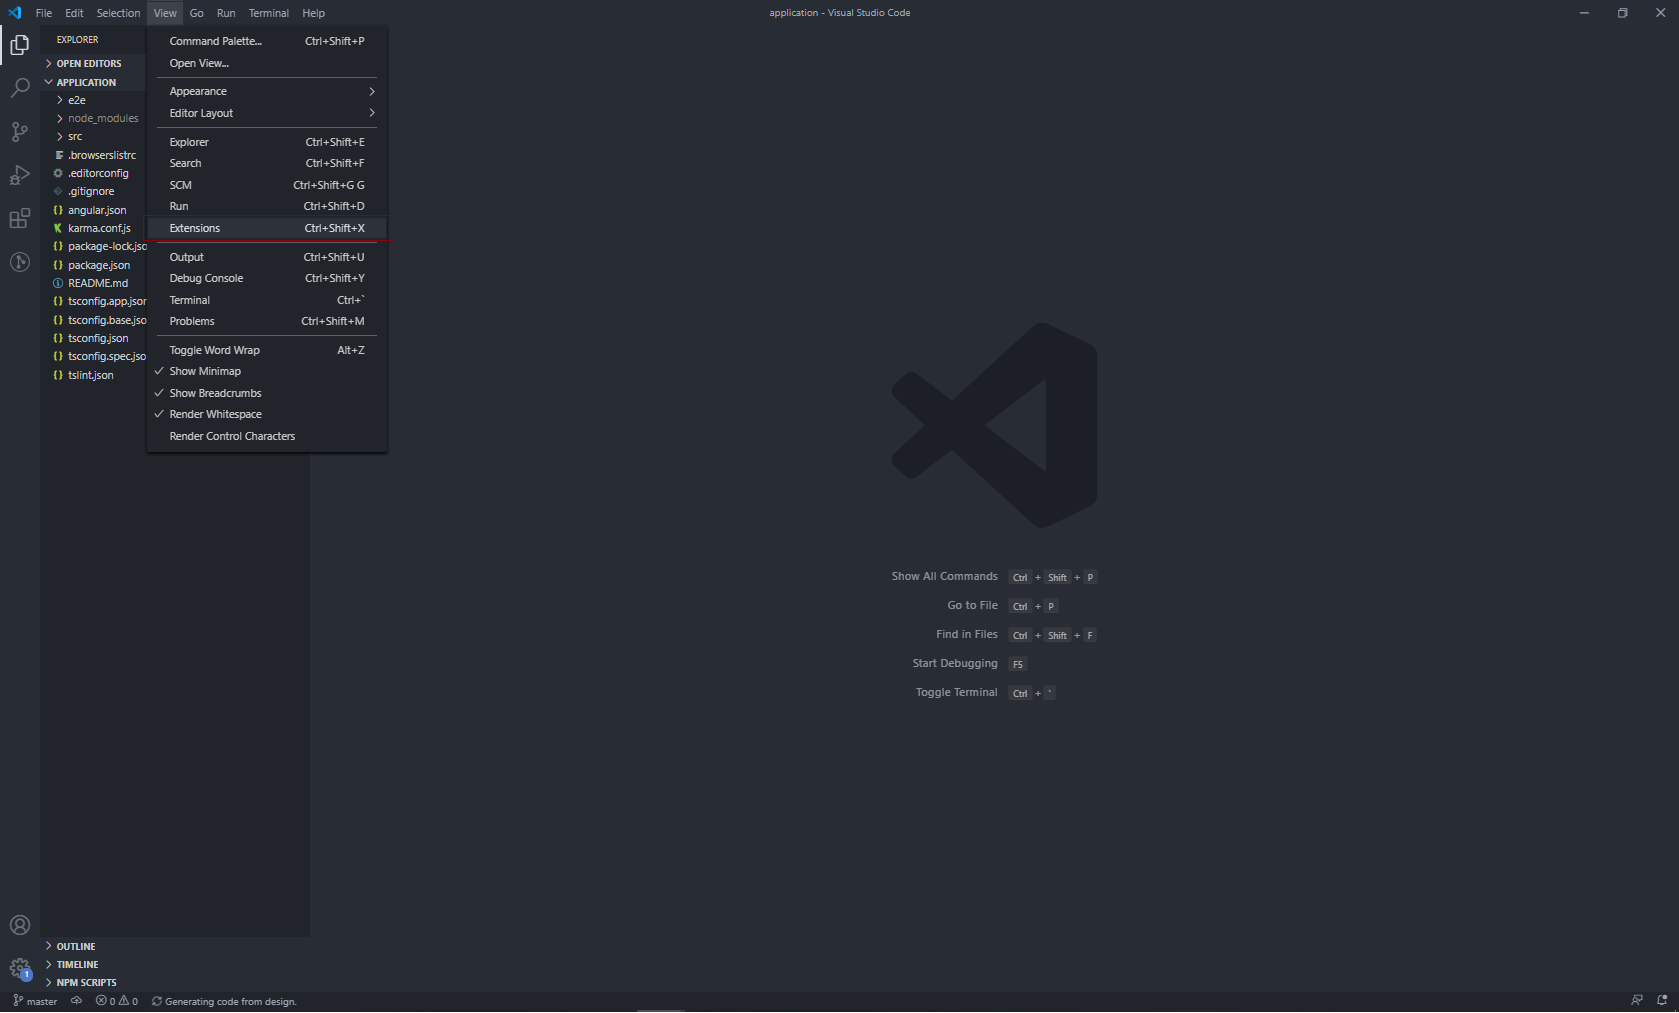 File Edit Selection View Go Run Terminal Help
application - Visual Studio Code
EXPLORER
OPEN EDITORS
APPLICATION
e2e
node_modules
src
.browserslistrc
.editorconfig
.gitignore
angular.json
karma.conf.js
package-lock.jsc
package.json
README.md
tsconfig.app.jsor
tsconfig.base.jso
tsconfig.json
tsconfig.spec.jso
tslint.json
Command Palette... Ctrl+Shift+P
Open View...
Appearance
Editor Layout
Explorer Ctrl+Shift+E
Search Ctrl+Shift+F
SCM Ctrl+Shift+G G
Run Ctrl+Shift+D
Extensions Ctrl+Shift+X
Output Ctrl+Shift+U
Debug Console Ctrl+Shift+Y
Terminal Ctrl+`
Problems Ctrl+Shift+M
Toggle Word Wrap Alt+Z
Show Minimap
Show Breadcrumbs
Render Whitespace
Render Control Characters
Show All Commands Ctrl + Shift + P
Go to File Ctrl + P
Find in Files Ctrl + Shift + F
Start Debugging F5
Toggle Terminal Ctrl + `
OUTLINE
TIMELINE
1
NPM SCRIPTS
master 0 0 Generating code from design.